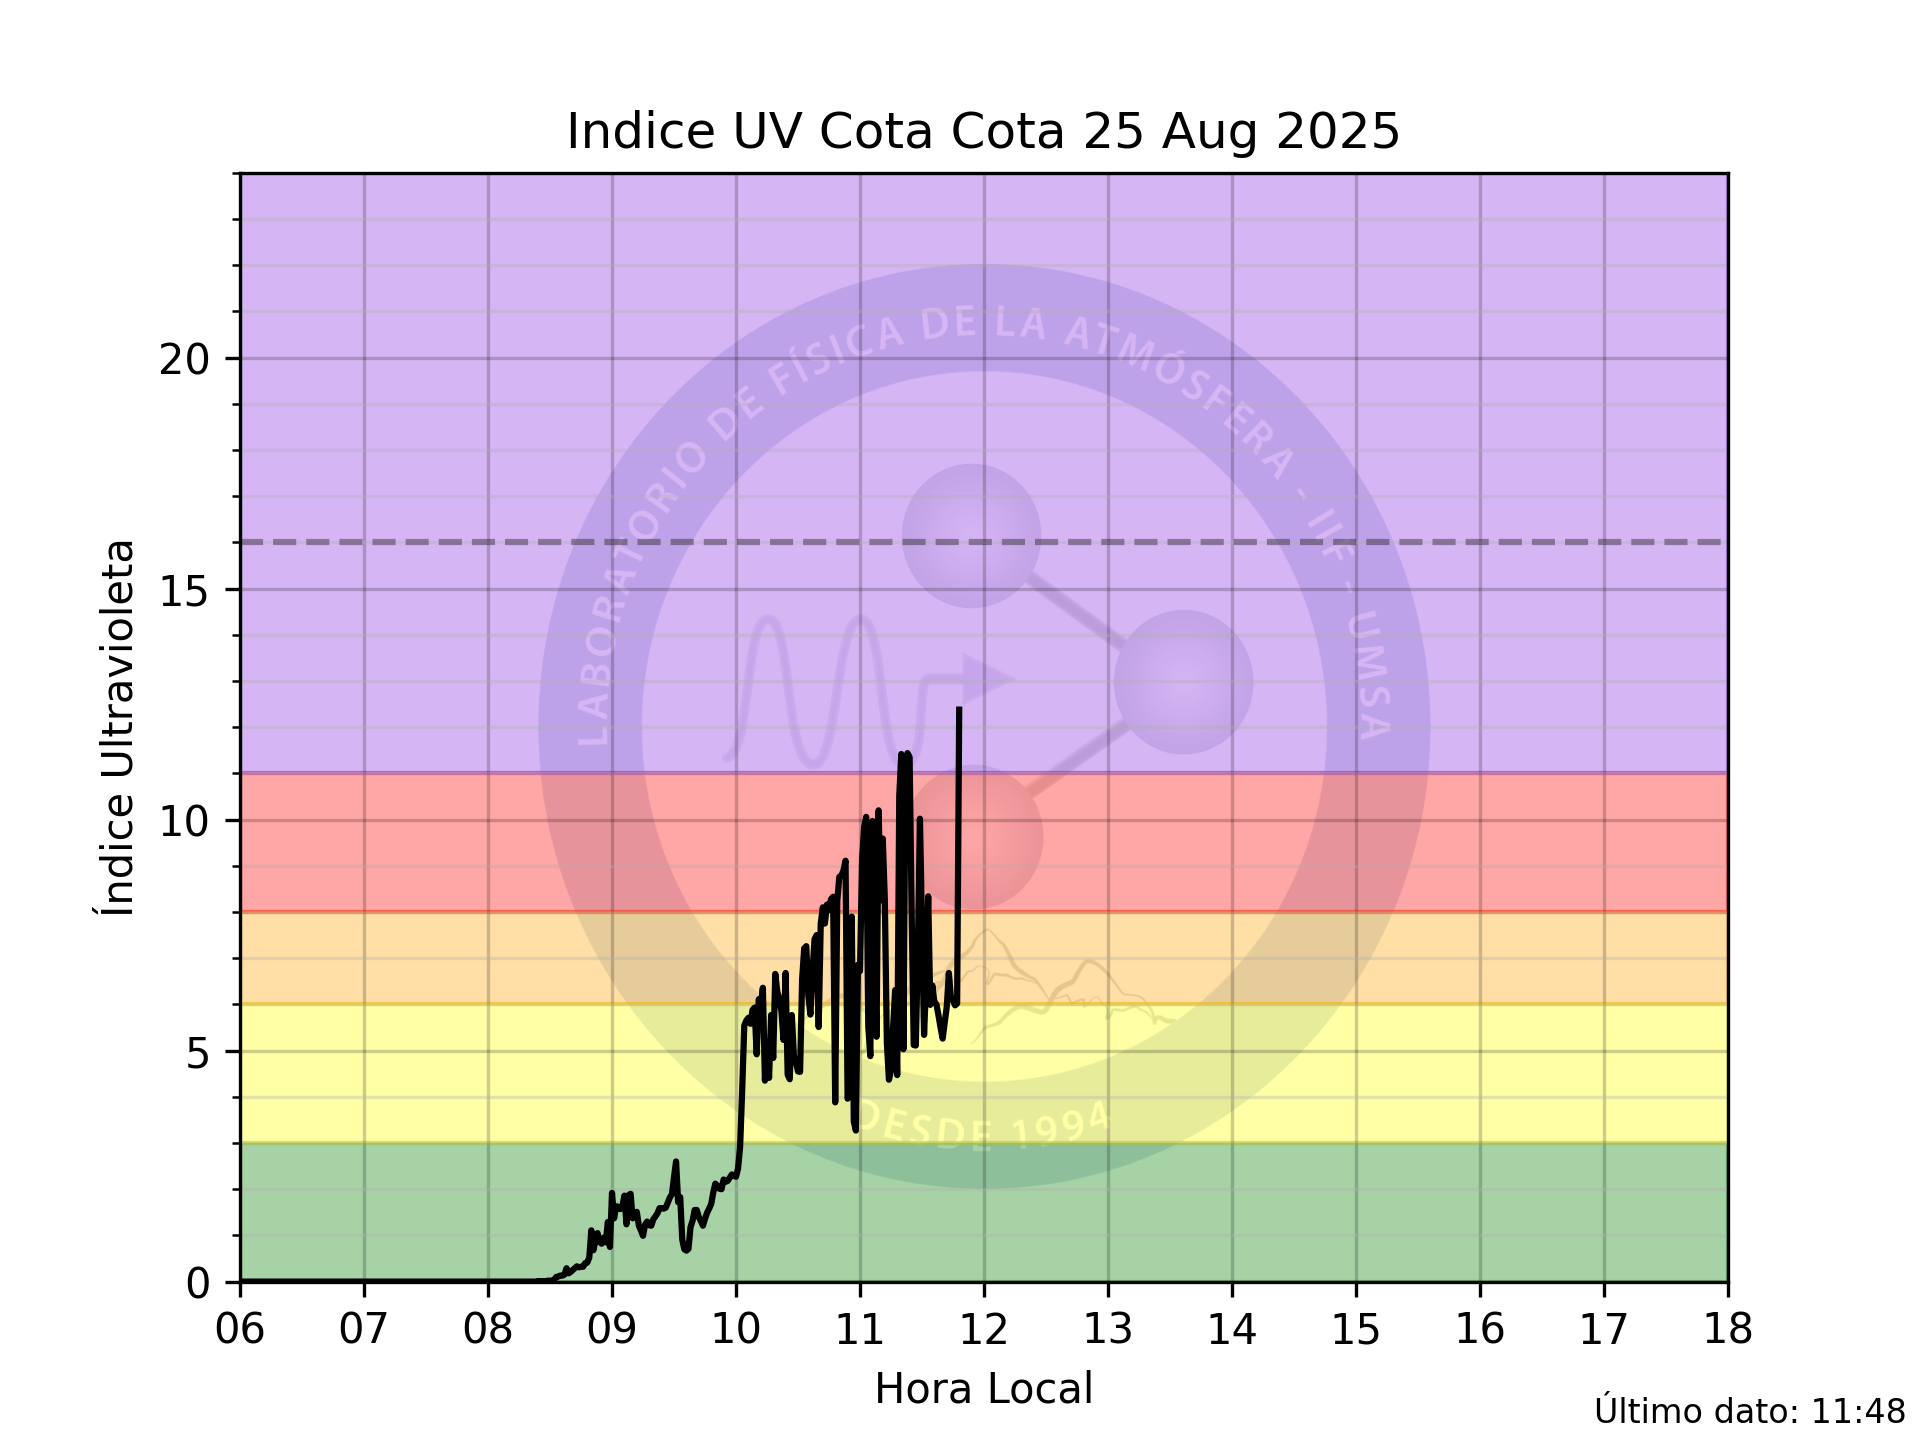 Indice UV Cota Cota 25 Aug 2025
Índice Ultravioleta
20
15
10
5
0
LABORATORIO DE FÍSICA DE LA ATMÓSFERA - IIF - UMSA
DESDE 1994
06 07 08 09 10 11 12 13 14 15 16 17 18
Hora Local
Último dato: 11:48